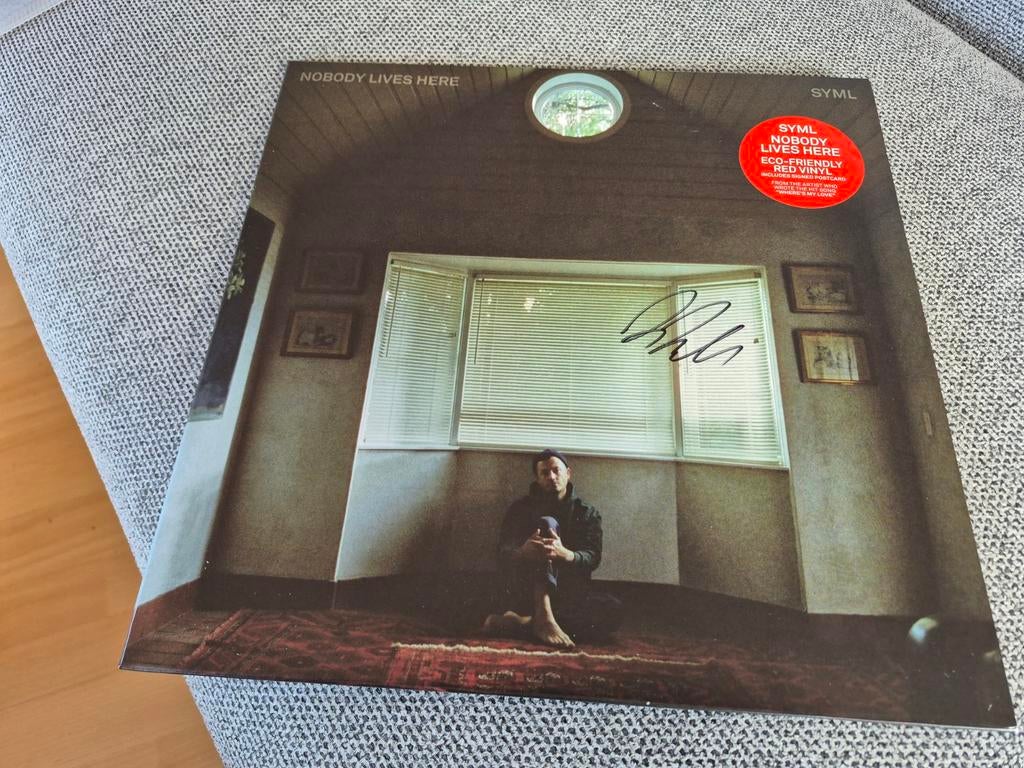 NOBODY LIVES HERE
SYML
SYML
NOBODY
LIVES HERE
ECO-FRIENDLY
RED VINYL
INCLUDES SIGNED POSTCARD
FROM THE ARTIST WHO
WROTE THE HIT SONG
"WHERE'S MY LOVE"